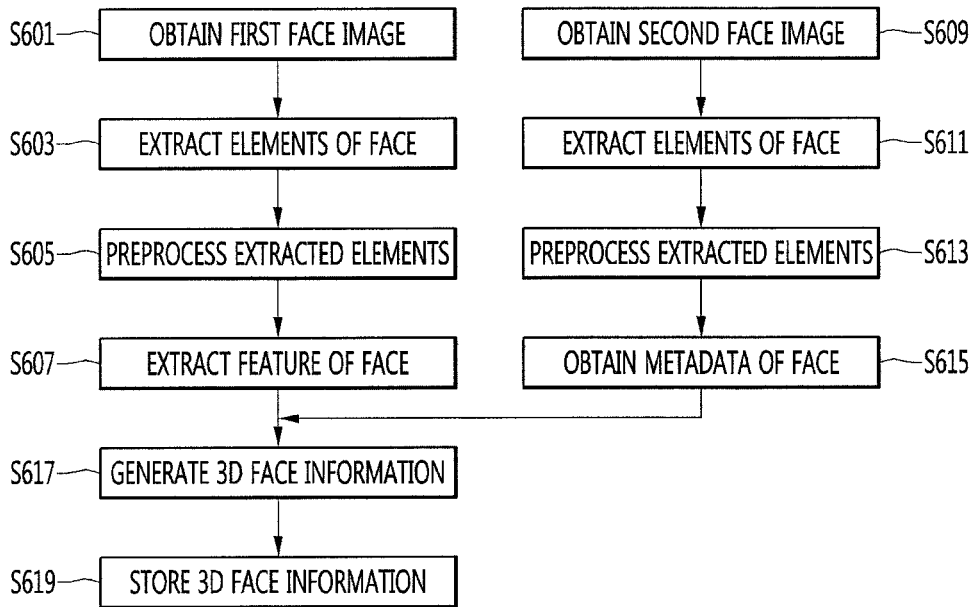 S601
OBTAIN FIRST FACE IMAGE
OBTAIN SECOND FACE IMAGE
S609
S603
EXTRACT ELEMENTS OF FACE
EXTRACT ELEMENTS OF FACE
S611
S605
PREPROCESS EXTRACTED ELEMENTS
PREPROCESS EXTRACTED ELEMENTS
S613
S607
EXTRACT FEATURE OF FACE
OBTAIN METADATA OF FACE
S615
S617
GENERATE 3D FACE INFORMATION
S619
STORE 3D FACE INFORMATION